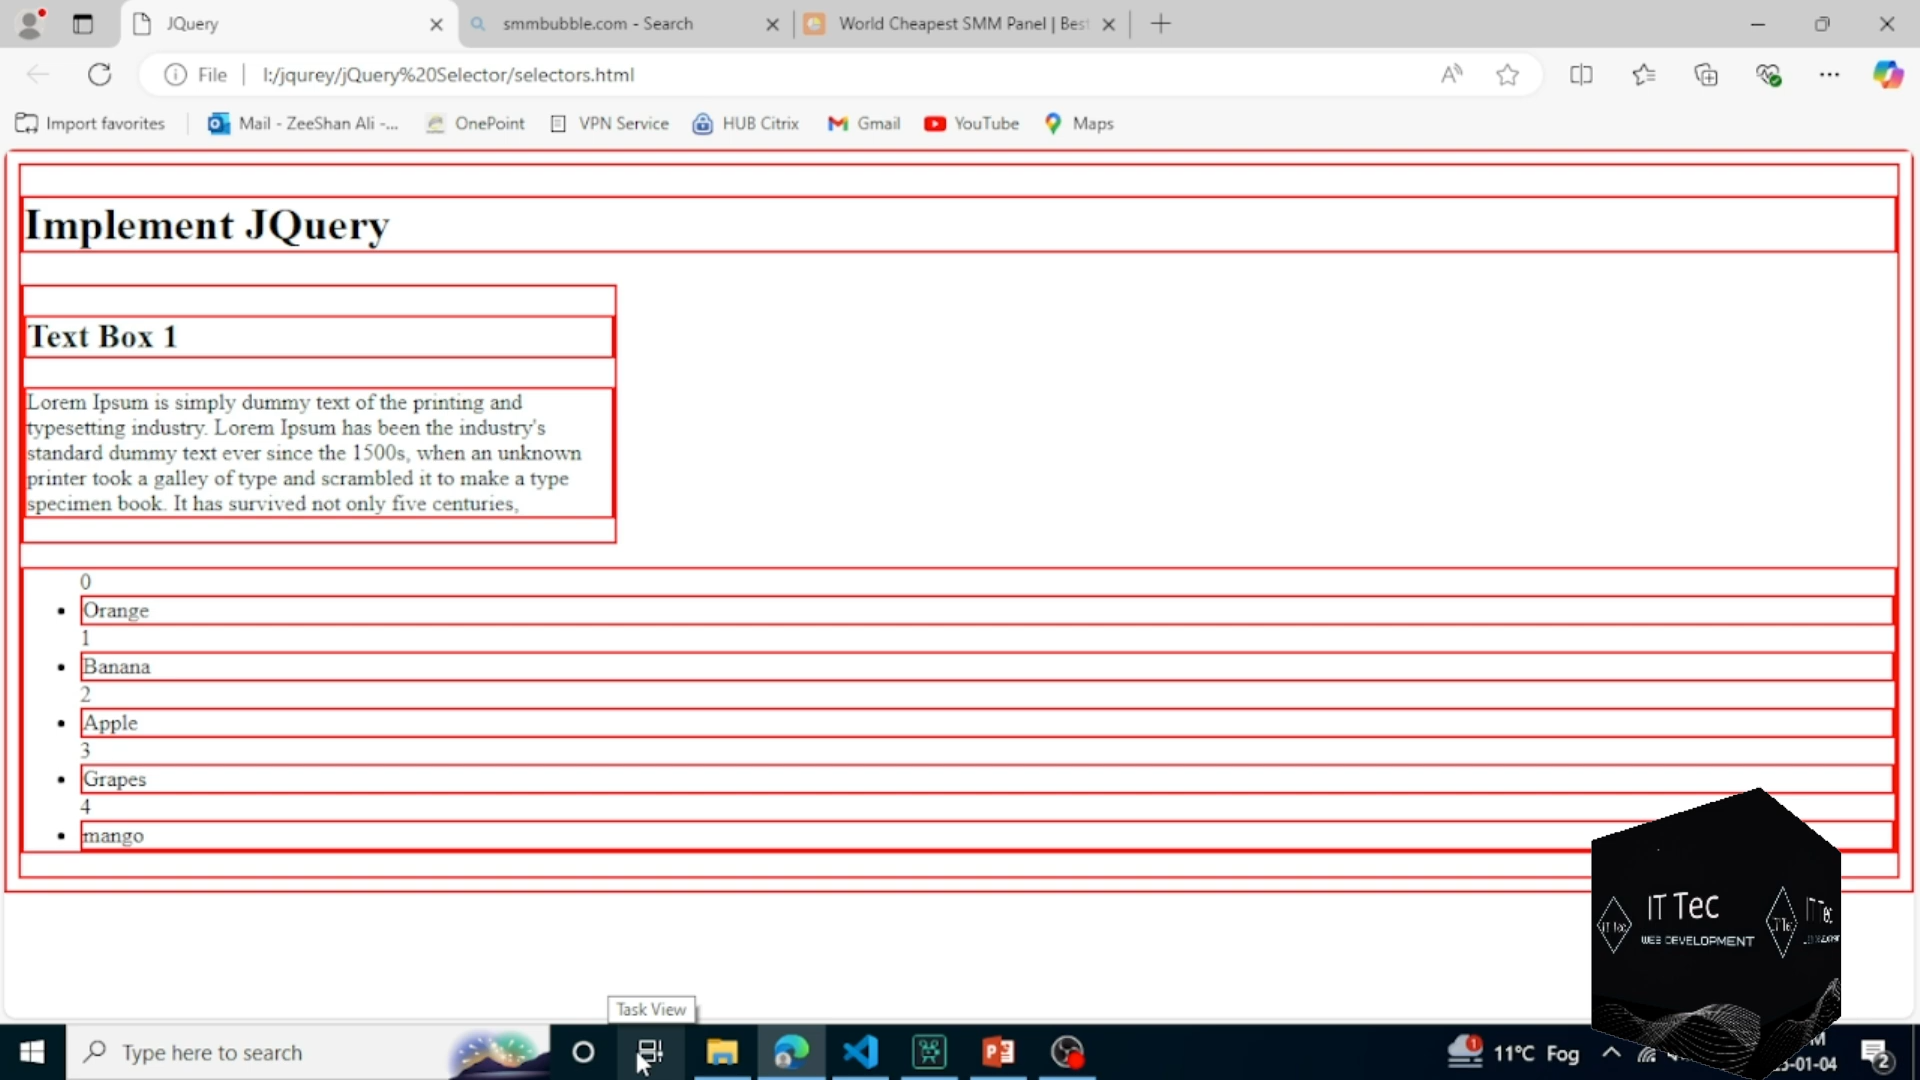 JQuery
smmbubble.com - Search
World Cheapest SMM Panel | Best
File
l:/jqurey/jQuery%20Selector/selectors.html
Import favorites
Mail - ZeeShan Ali -...
OnePoint
VPN Service
HUB Citrix
Gmail
YouTube
Maps
Implement JQuery
Text Box 1
Lorem Ipsum is simply dummy text of the printing and
typesetting industry. Lorem Ipsum has been the industry's
standard dummy text ever since the 1500s, when an unknown
printer took a galley of type and scrambled it to make a type
specimen book. It has survived not only five centuries,
0
Orange
1
Banana
2
Apple
3
Grapes
4
mango
IT Tec
WEB DEVELOPMENT
Task View
Type here to search
1
11°C Fog
-01-04
2